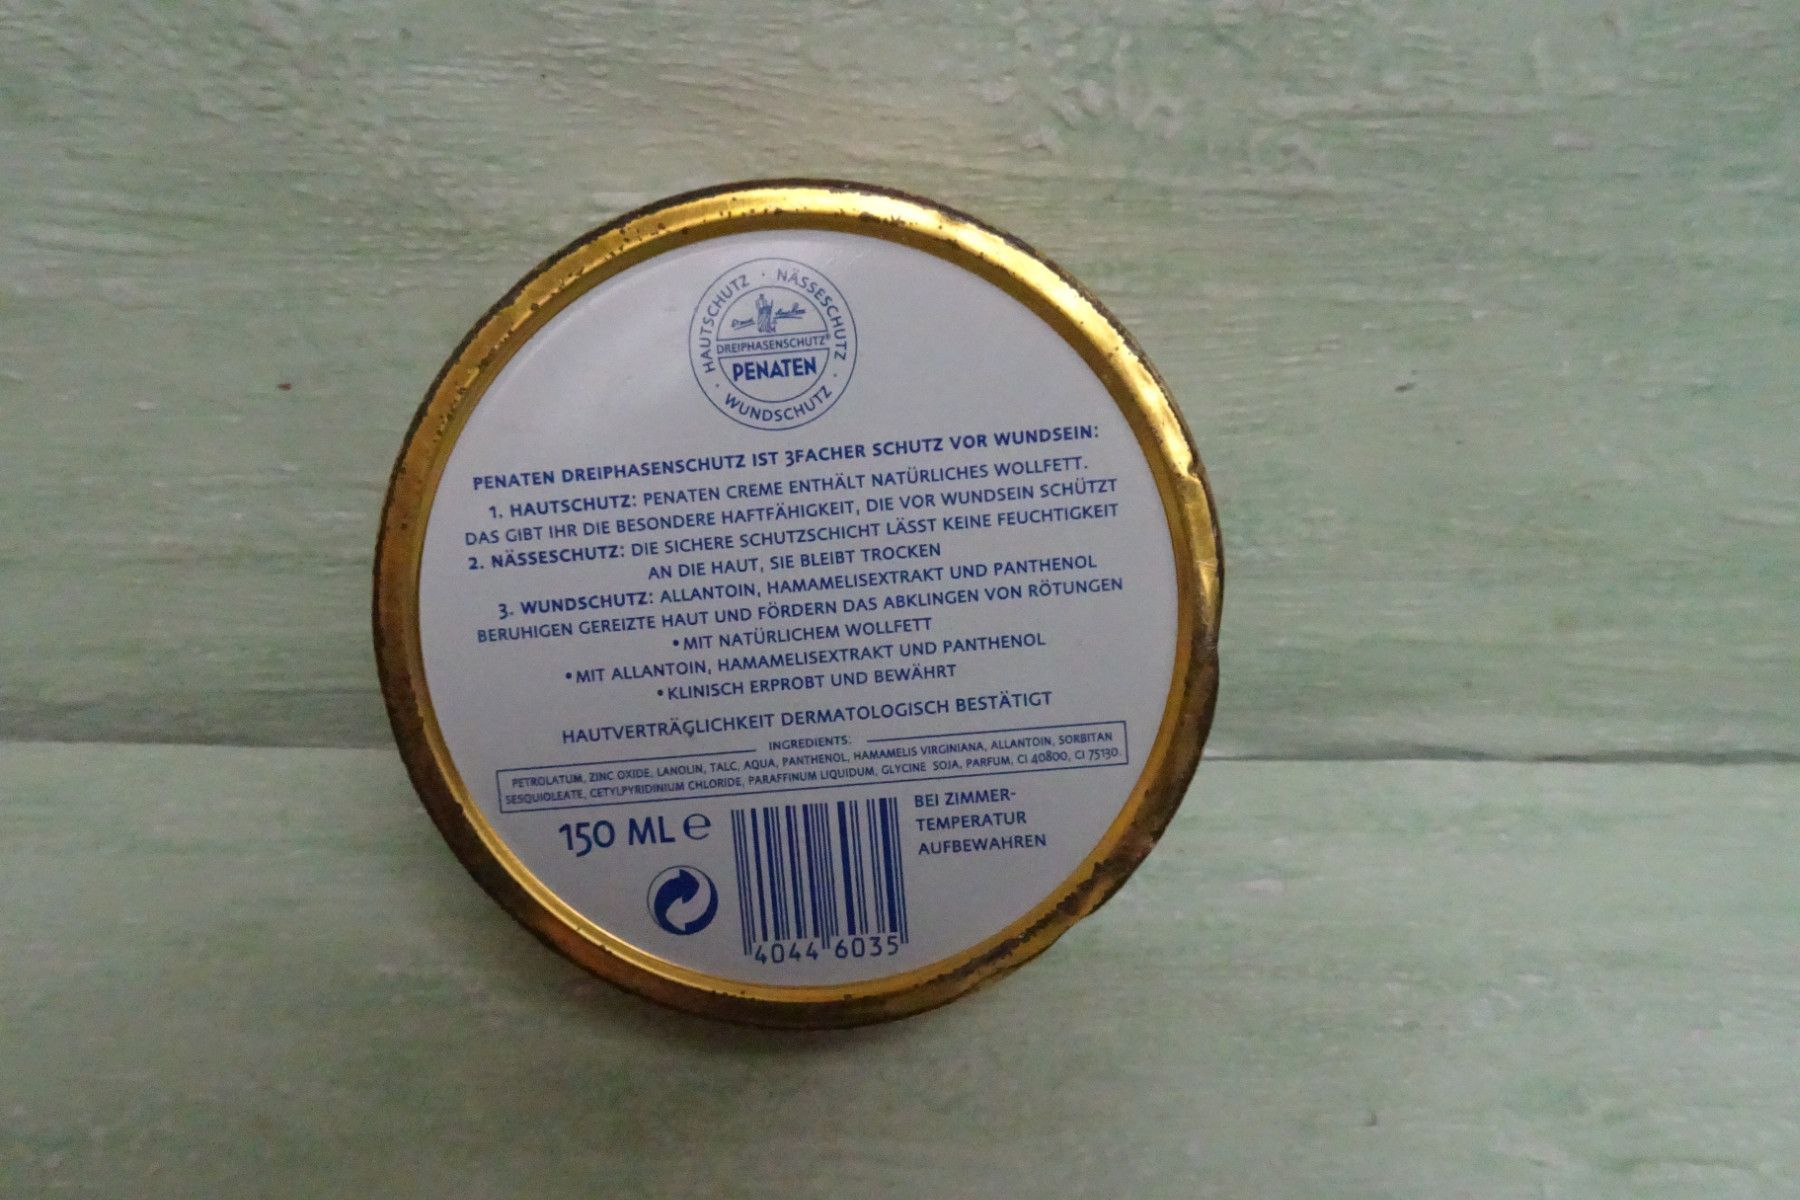 HAUTSCHUTZ · NÄSSESCHUTZ · WUNDSCHUTZ ·
DREIPHASENSCHUTZ®
PENATEN
PENATEN DREIPHASENSCHUTZ IST 3FACHER SCHUTZ VOR WUNDSEIN:
1. HAUTSCHUTZ: PENATEN CREME ENTHÄLT NATÜRLICHES WOLLFETT.
DAS GIBT IHR DIE BESONDERE HAFTFÄHIGKEIT, DIE VOR WUNDSEIN SCHÜTZT
2. NÄSSESCHUTZ: DIE SICHERE SCHUTZSCHICHT LÄSST KEINE FEUCHTIGKEIT
AN DIE HAUT, SIE BLEIBT TROCKEN
3. WUNDSCHUTZ: ALLANTOIN, HAMAMELISEXTRAKT UND PANTHENOL
BERUHIGEN GEREIZTE HAUT UND FÖRDERN DAS ABKLINGEN VON RÖTUNGEN
•MIT NATÜRLICHEM WOLLFETT
•MIT ALLANTOIN, HAMAMELISEXTRAKT UND PANTHENOL
•KLINISCH ERPROBT UND BEWÄHRT
HAUTVERTRÄGLICHKEIT DERMATOLOGISCH BESTÄTIGT
INGREDIENTS:
PETROLATUM, ZINC OXIDE, LANOLIN, TALC, AQUA, PANTHENOL, HAMAMELIS VIRGINIANA, ALLANTOIN, SORBITAN
SESQUIOLEATE, CETYLPYRIDINIUM CHLORIDE, PARAFFINUM LIQUIDUM, GLYCINE SOJA, PARFUM, CI 40800, CI 75130.
150 ML ℮
BEI ZIMMER-
TEMPERATUR
AUFBEWAHREN
4044 6035